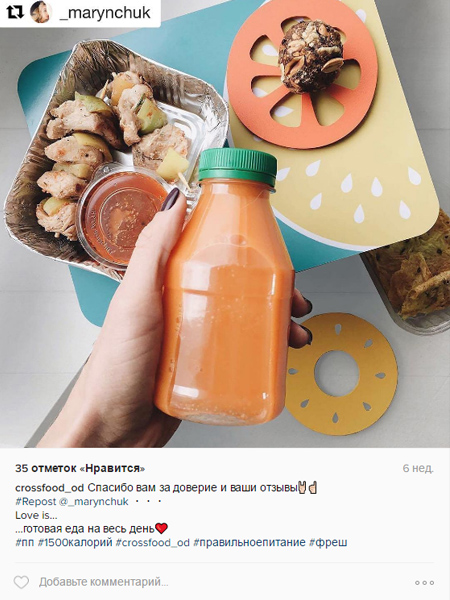 _marynchuk
35 отметок «Нравится» 6 нед.
crossfood_od Спасибо вам за доверие и ваши отзывы🤘☝
#Repost @_marynchuk ・・・
Love is...
...готовая еда на весь день❤
#пп #1500калорий #crossfood_od #правильноепитание #фреш
Добавьте комментарий...